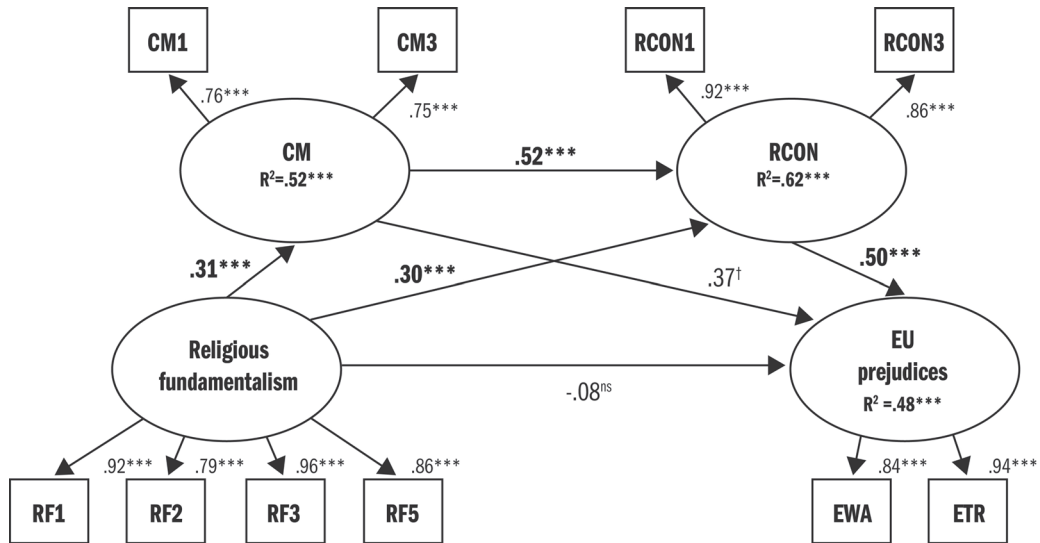 CM1
CM3
RCON1
RCON3
.76***
.75***
.92***
.86***
CM
R²=.52***
.52***
RCON
R²=.62***
.31***
.30***
.37†
.50***
Religious
fundamentalism
-.08ns
EU
prejudices
R² =.48***
.92***
.79***
.96***
.86***
.84***
.94***
RF1
RF2
RF3
RF5
EWA
ETR